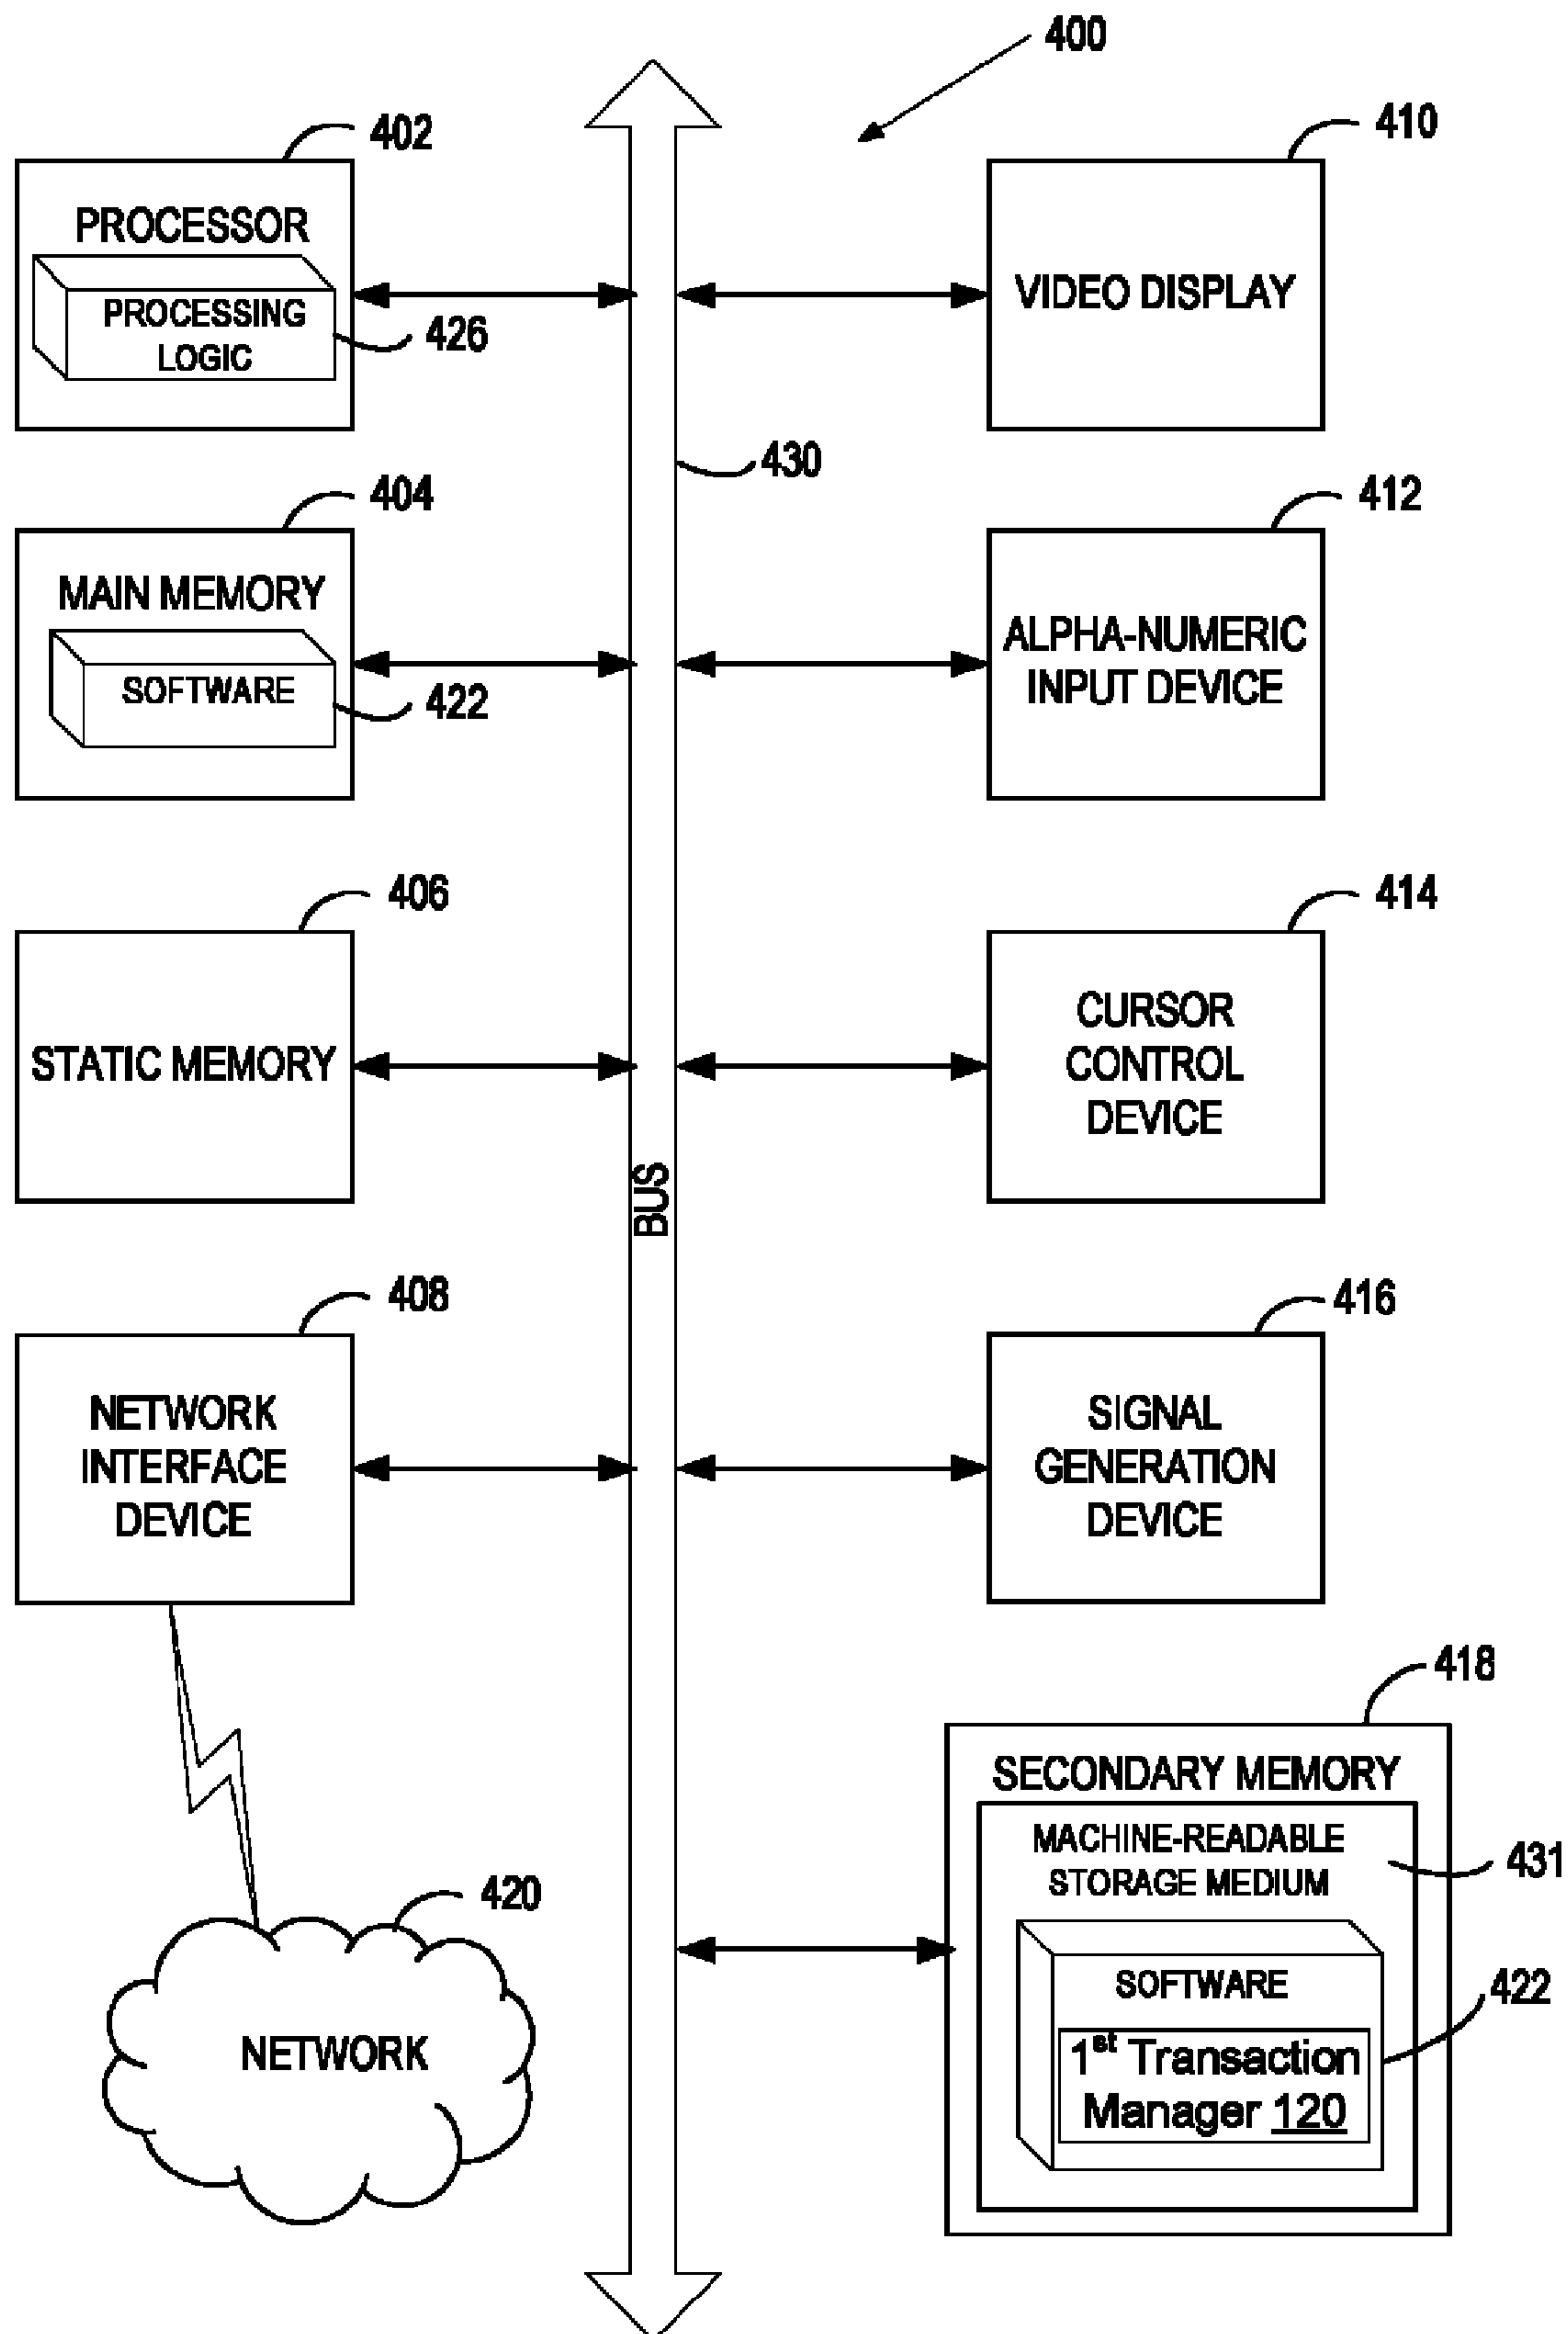 400
402
PROCESSOR
PROCESSING
LOGIC
426
410
VIDEO DISPLAY
430
404
MAIN MEMORY
SOFTWARE
422
412
ALPHA-NUMERIC
INPUT DEVICE
406
STATIC MEMORY
414
CURSOR
CONTROL
DEVICE
BUS
408
NETWORK
INTERFACE
DEVICE
416
SIGNAL
GENERATION
DEVICE
418
SECONDARY MEMORY
MACHINE-READABLE
STORAGE MEDIUM
431
SOFTWARE
1st Transaction
Manager 120
422
420
NETWORK